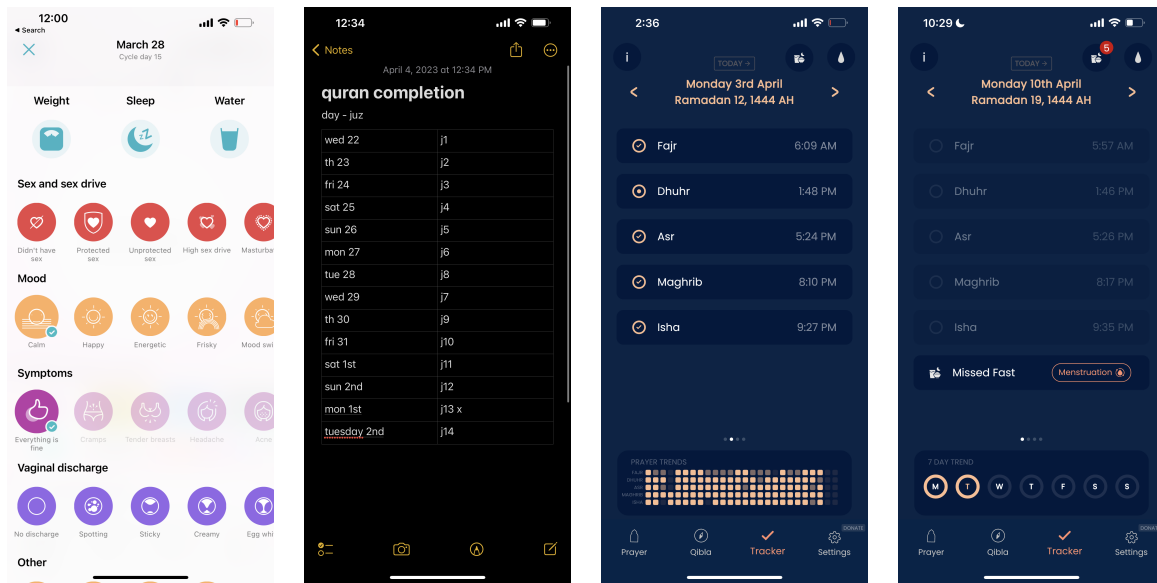 12:00
Search
March 28
Cycle day 15
Weight Sleep Water
Sex and sex drive
Didn't have sex
Protected sex
Unprotected sex
High sex drive
Masturba
Mood
Calm Happy Energetic Frisky Mood swi
Symptoms
Everything is fine
Cramps Tender breasts Headache Acne
Vaginal discharge
No discharge Spotting Sticky Creamy Egg whi
Other
12:34
Notes
April 4, 2023 at 12:34 PM
quran completion
day - juz
wed 22 j1
th 23 j2
fri 24 j3
sat 25 j4
sun 26 j5
mon 27 j6
tue 28 j8
wed 29 j7
th 30 j9
fri 31 j10
sat 1st j11
sun 2nd j12
mon 1st j13 x
tuesday 2nd j14
2:36
i
TODAY
Monday 3rd April
Ramadan 12, 1444 AH
Fajr 6:09 AM
Dhuhr 1:48 PM
Asr 5:24 PM
Maghrib 8:10 PM
Isha 9:27 PM
PRAYER TRENDS
FAJR
DHUHR
ASR
MAGHRIB
ISHA
DONATE
Prayer Qibla Tracker Settings
10:29
i
5
TODAY
Monday 10th April
Ramadan 19, 1444 AH
Fajr 5:57 AM
Dhuhr 1:46 PM
Asr 5:26 PM
Maghrib 8:17 PM
Isha 9:35 PM
Missed Fast Menstruation
7-DAY TREND
M T W T F S S
DONA
Prayer Qibla Tracker Settings